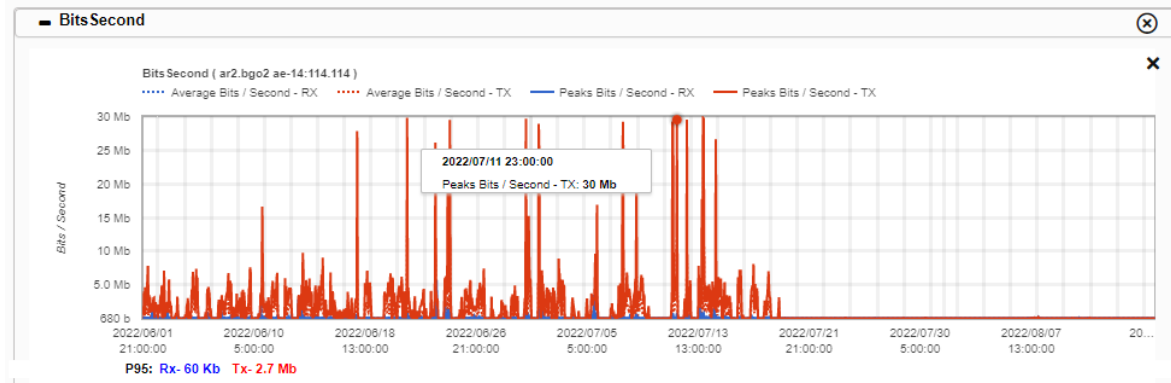 BitsSecond
BitsSecond ( ar2.bgo2 ae-14:114.114 )
Average Bits / Second - RX Average Bits / Second - TX Peaks Bits / Second - RX Peaks Bits / Second - TX
30 Mb
25 Mb
20 Mb
15 Mb
10 Mb
5.0 Mb
680 b
Bits / Second
2022/07/11 23:00:00
Peaks Bits / Second - TX: 30 Mb
2022/06/01 2022/06/10 2022/06/18 2022/06/26 2022/07/05 2022/07/13 2022/07/21 2022/07/30 2022/08/07 20...
21:00:00 5:00:00 13:00:00 21:00:00 5:00:00 13:00:00 21:00:00 5:00:00 13:00:00
P95: Rx- 60 Kb Tx- 2.7 Mb